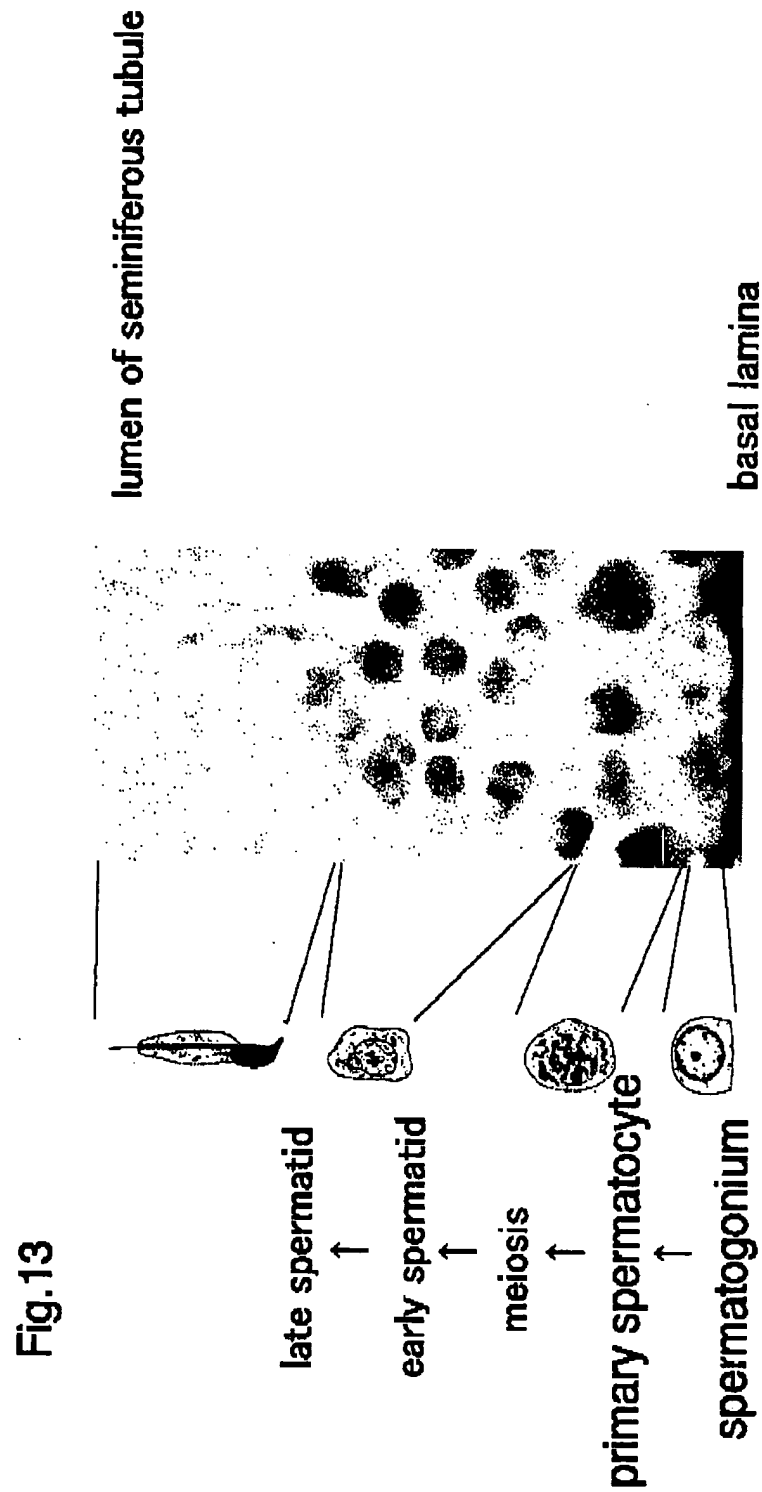 Fig.13
late spermatid
↑
early spermatid
↑
meiosis
↑
primary spermatocyte
↑
spermatogonium
lumen of seminiferous tubule
basal lamina